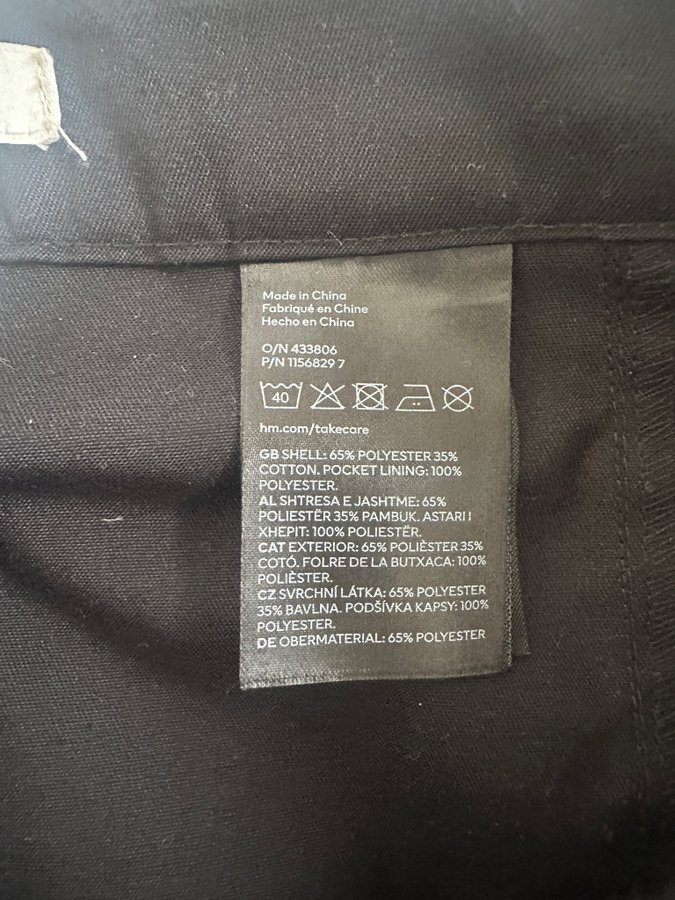 Made in China
Fabriqué en Chine
Hecho en China
O/N 433806
P/N 1156829 7
40
hm.com/takecare
GB SHELL: 65% POLYESTER 35%
COTTON. POCKET LINING: 100%
POLYESTER.
AL SHTRESA E JASHTME: 65%
POLIESTËR 35% PAMBUK. ASTARI I
XHEPIT: 100% POLIESTËR.
CAT EXTERIOR: 65% POLIÈSTER 35%
COTÓ. FOLRE DE LA BUTXACA: 100%
POLIÈSTER.
CZ SVRCHNÍ LÁTKA: 65% POLYESTER
35% BAVLNA. PODŠÍVKA KAPSY: 100%
POLYESTER.
DE OBERMATERIAL: 65% POLYESTER